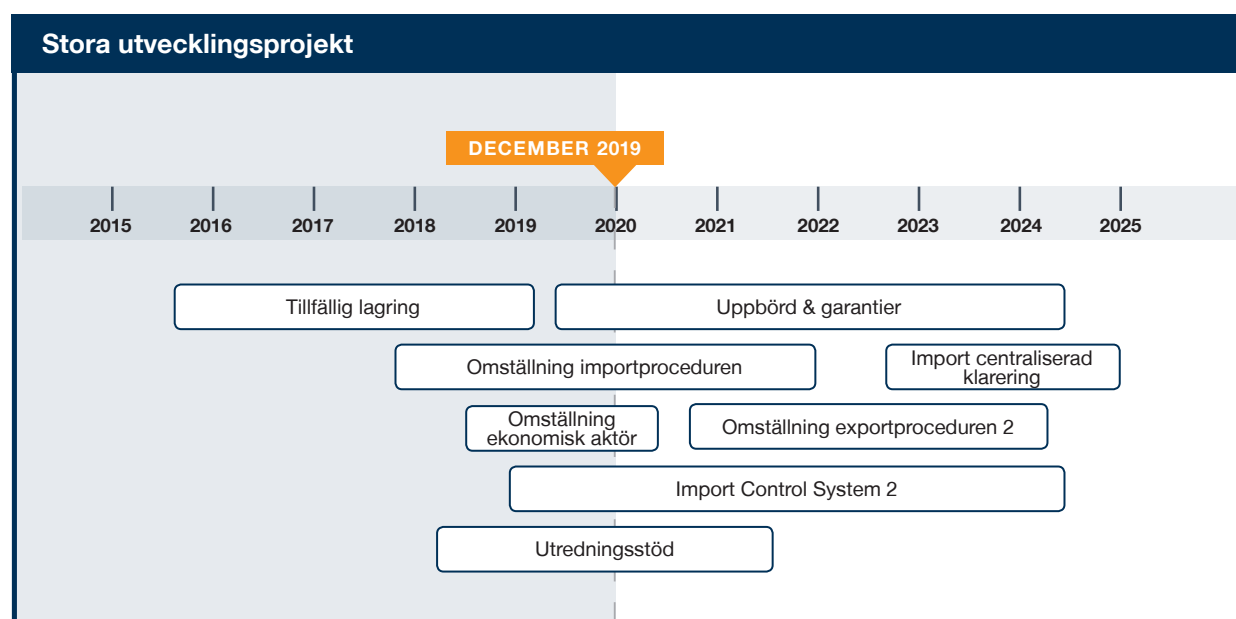 Stora utvecklingsprojekt
DECEMBER 2019
2015 2016 2017 2018 2019 2020 2021 2022 2023 2024 2025
Tillfällig lagring
Uppbörd & garantier
Omställning importproceduren
Import centraliserad
klarering
Omställning
ekonomisk aktör
Omställning exportproceduren 2
Import Control System 2
Utredningsstöd